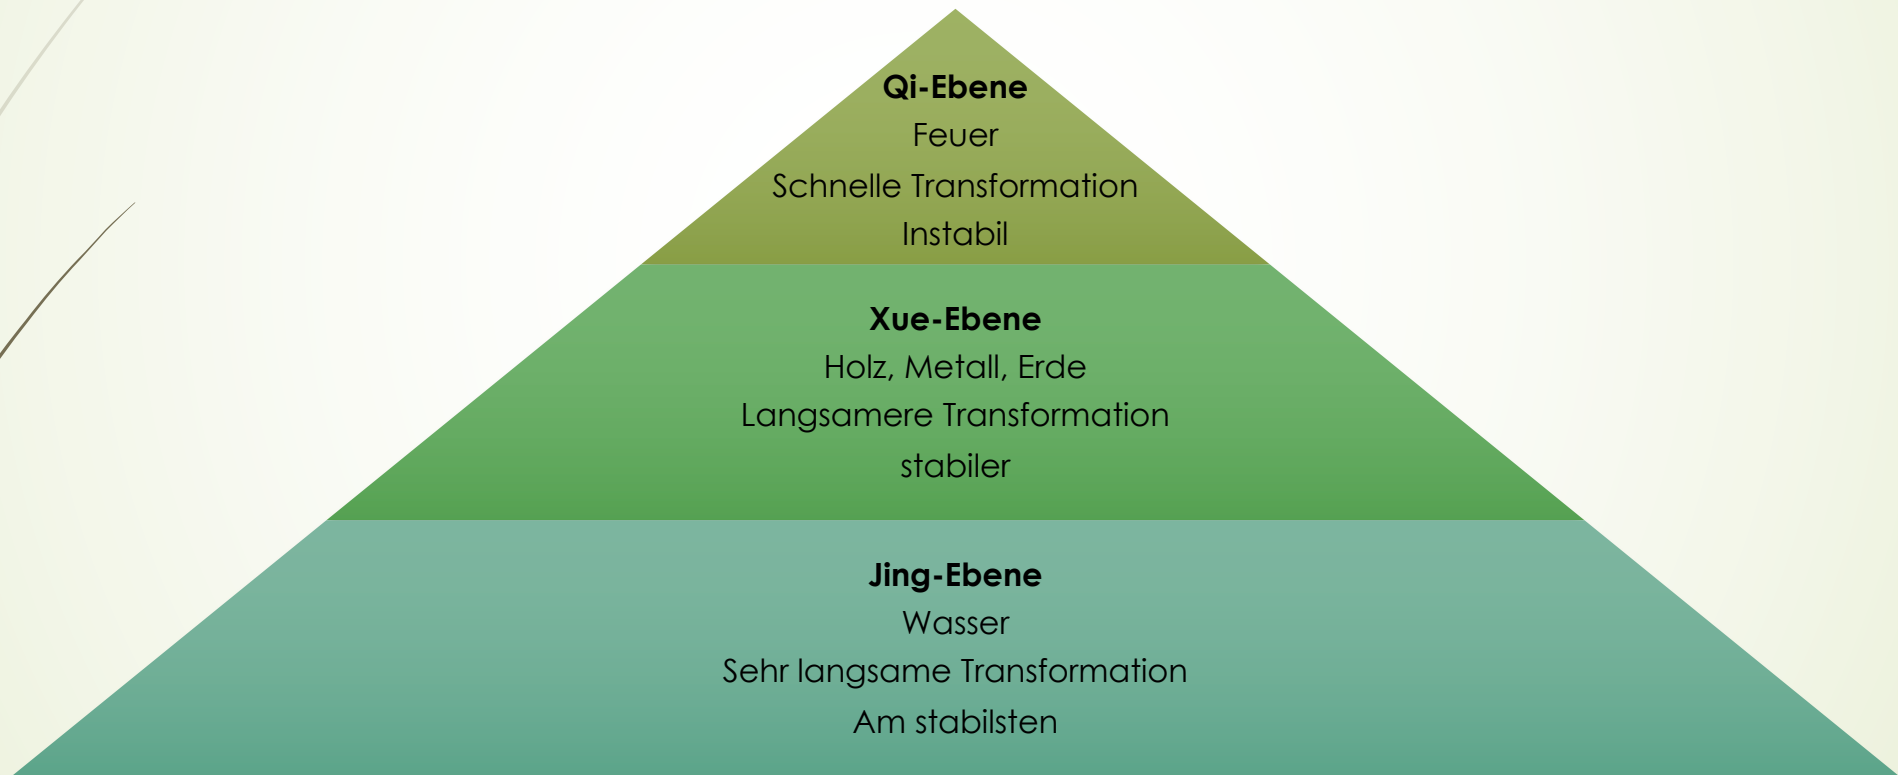 Qi-Ebene
Feuer
Schnelle Transformation
Instabil
Xue-Ebene
Holz, Metall, Erde
Langsamere Transformation
stabiler
Jing-Ebene
Wasser
Sehr langsame Transformation
Am stabilsten